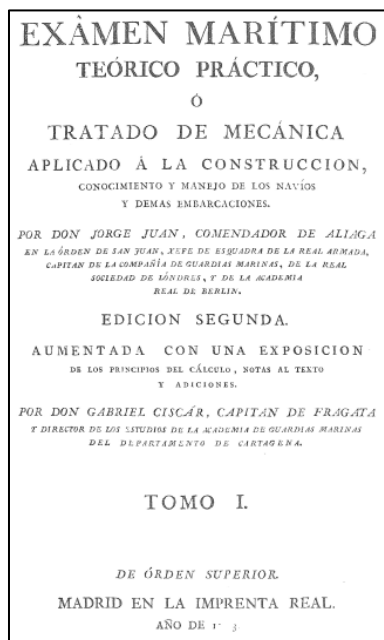 EXÀMEN MARÍTIMO
TEÓRICO PRÁCTICO,
Ó
TRATADO DE MECÁNICA
APLICADO Á LA CONSTRUCCION,
CONOCIMIENTO Y MANEJO DE LOS NAVÍOS
Y DEMAS EMBARCACIONES.
POR DON JORGE JUAN, COMENDADOR DE ALIAGA
EN LA ÓRDEN DE SAN JUAN, XEFE DE ESQUADRA DE LA REAL ARMADA,
CAPITAN DE LA COMPAÑÍA DE GUARDIAS MARINAS, DE LA REAL
SOCIEDAD DE LÓNDRES, Y DE LA ACADEMIA
REAL DE BERLIN.
EDICION SEGUNDA.
AUMENTADA CON UNA EXPOSICION
DE LOS PRINCIPIOS DEL CÁLCULO, NOTAS AL TEXTO
Y ADICIONES.
POR DON GABRIEL CISCÁR, CAPITAN DE FRAGATA
Y DIRECTOR DE LOS ESTUDIOS DE LA ACADEMIA DE GUARDIAS MARINAS
DEL DEPARTAMENTO DE CARTAGENA.
TOMO I.
DE ÓRDEN SUPERIOR.
MADRID EN LA IMPRENTA REAL.
AÑO DE